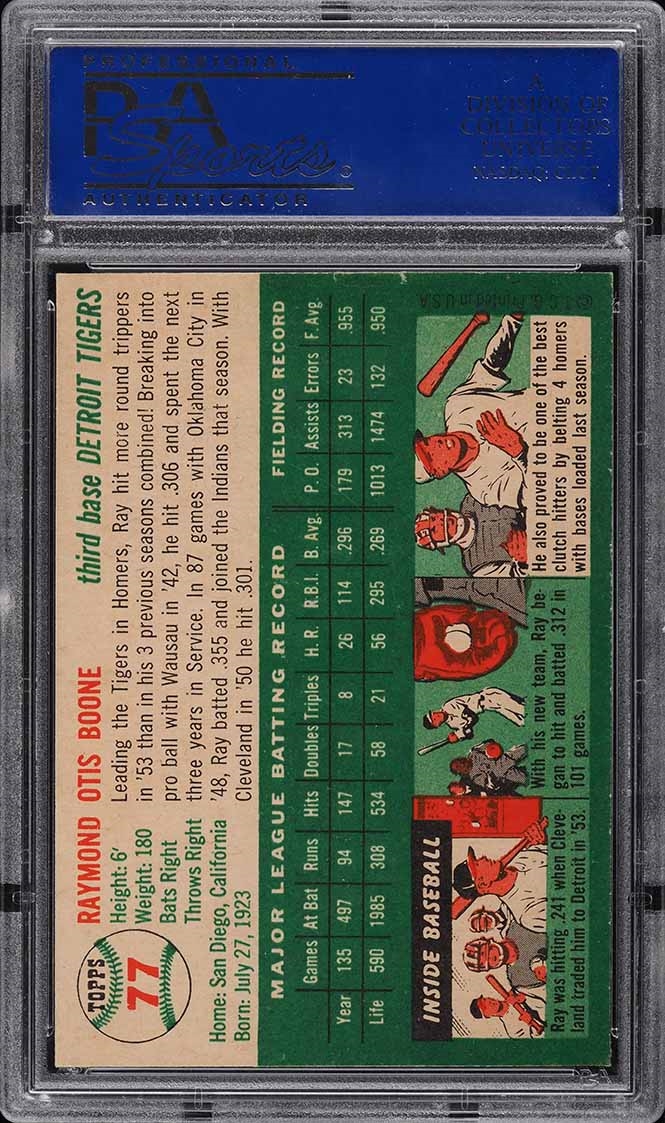 PROFESSIONAL
PSA
Sports
AUTHENTICATOR
A
DIVISION OF
COLLECTORS
UNIVERSE
NASDAQ: CLCT
TOPPS
77
RAYMOND OTIS BOONE
third base DETROIT TIGERS
Height: 6'
Weight: 180
Bats Right
Throws Right
Home: San Diego, California
Born: July 27, 1923
Leading the Tigers in Homers, Ray hit more round trippers
in '53 than in his 3 previous seasons combined! Breaking into
pro ball with Wausau in '42, he hit .306 and spent the next
three years in Service. In 87 games with Oklahoma City in
'48, Ray batted .355 and joined the Indians that season. With
Cleveland in '50 he hit .301.
MAJOR LEAGUE BATTING RECORD FIELDING RECORD
Games At Bat Runs Hits Doubles Triples H. R. R.B.I. B. Avg. P. O. Assists Errors F. Avg
Year 135 497 94 147 17 8 26 114 .296 179 313 23 .955
Life 590 1985 308 534 58 21 56 295 .269 1013 1474 132 .950
INSIDE BASEBALL
Ray was hitting .241 when Cleve-
land traded him to Detroit in '53.
With his new team, Ray be-
gan to hit and batted .312 in
101 games.
He also proved to be one of the best
clutch hitters by belting 4 homers
with bases loaded last season.
© T. C. G. Printed in U.S.A